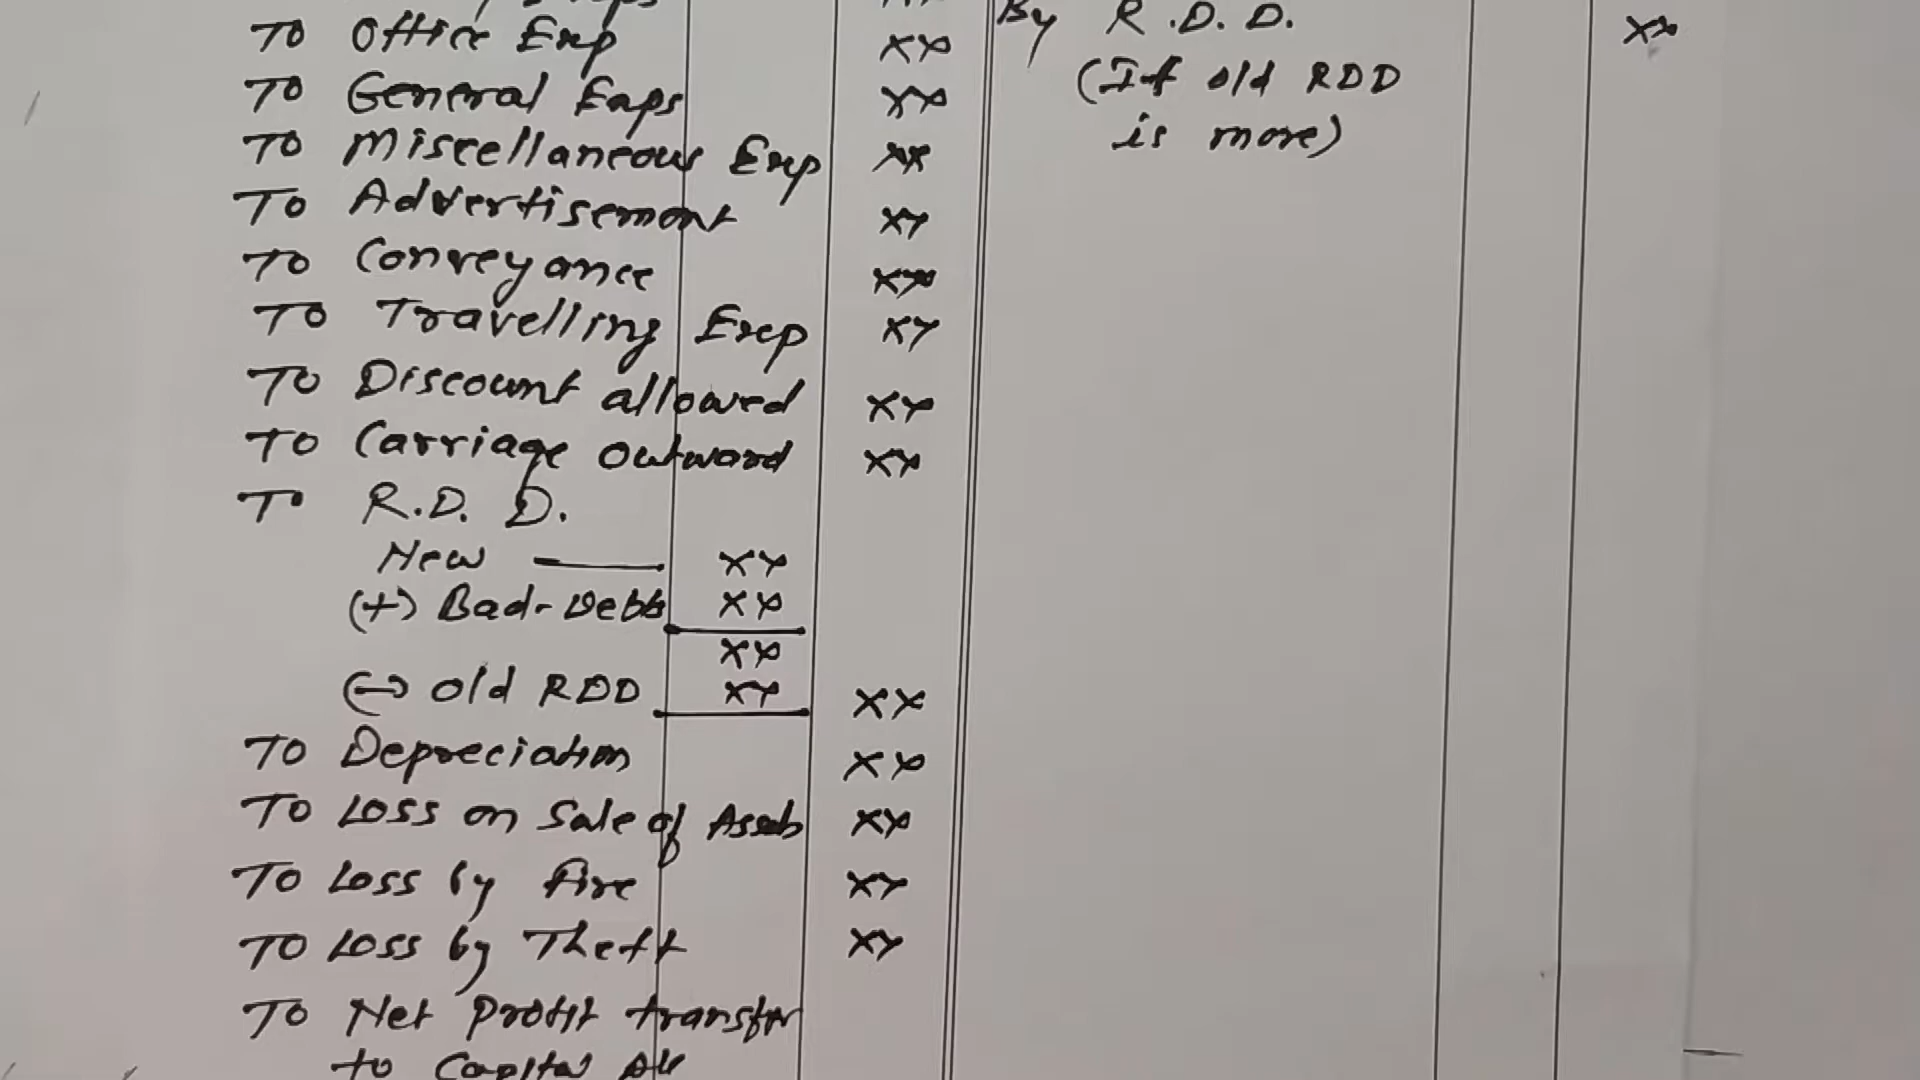 To Office Exp xx
To General Exps xx
To Miscellaneous Exp xx
To Advertisement xx
To Conveyance xx
To Travelling Exp xx
To Discount allowed xx
To Carriage outward xx
To R.D.D.
New — xx
(+) Bad-Debts xx
xx
(-) Old RDD xx xx
To Depreciation xx
To Loss on Sale of Assets xx
To Loss by fire xx
To Loss by Theft xx
To Net Profit transfer
to Capital A/c
By R.D.D. xx
(If old RDD
is more)